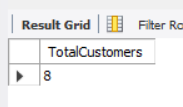 Result Grid Filter Ro
TotalCustomers
8